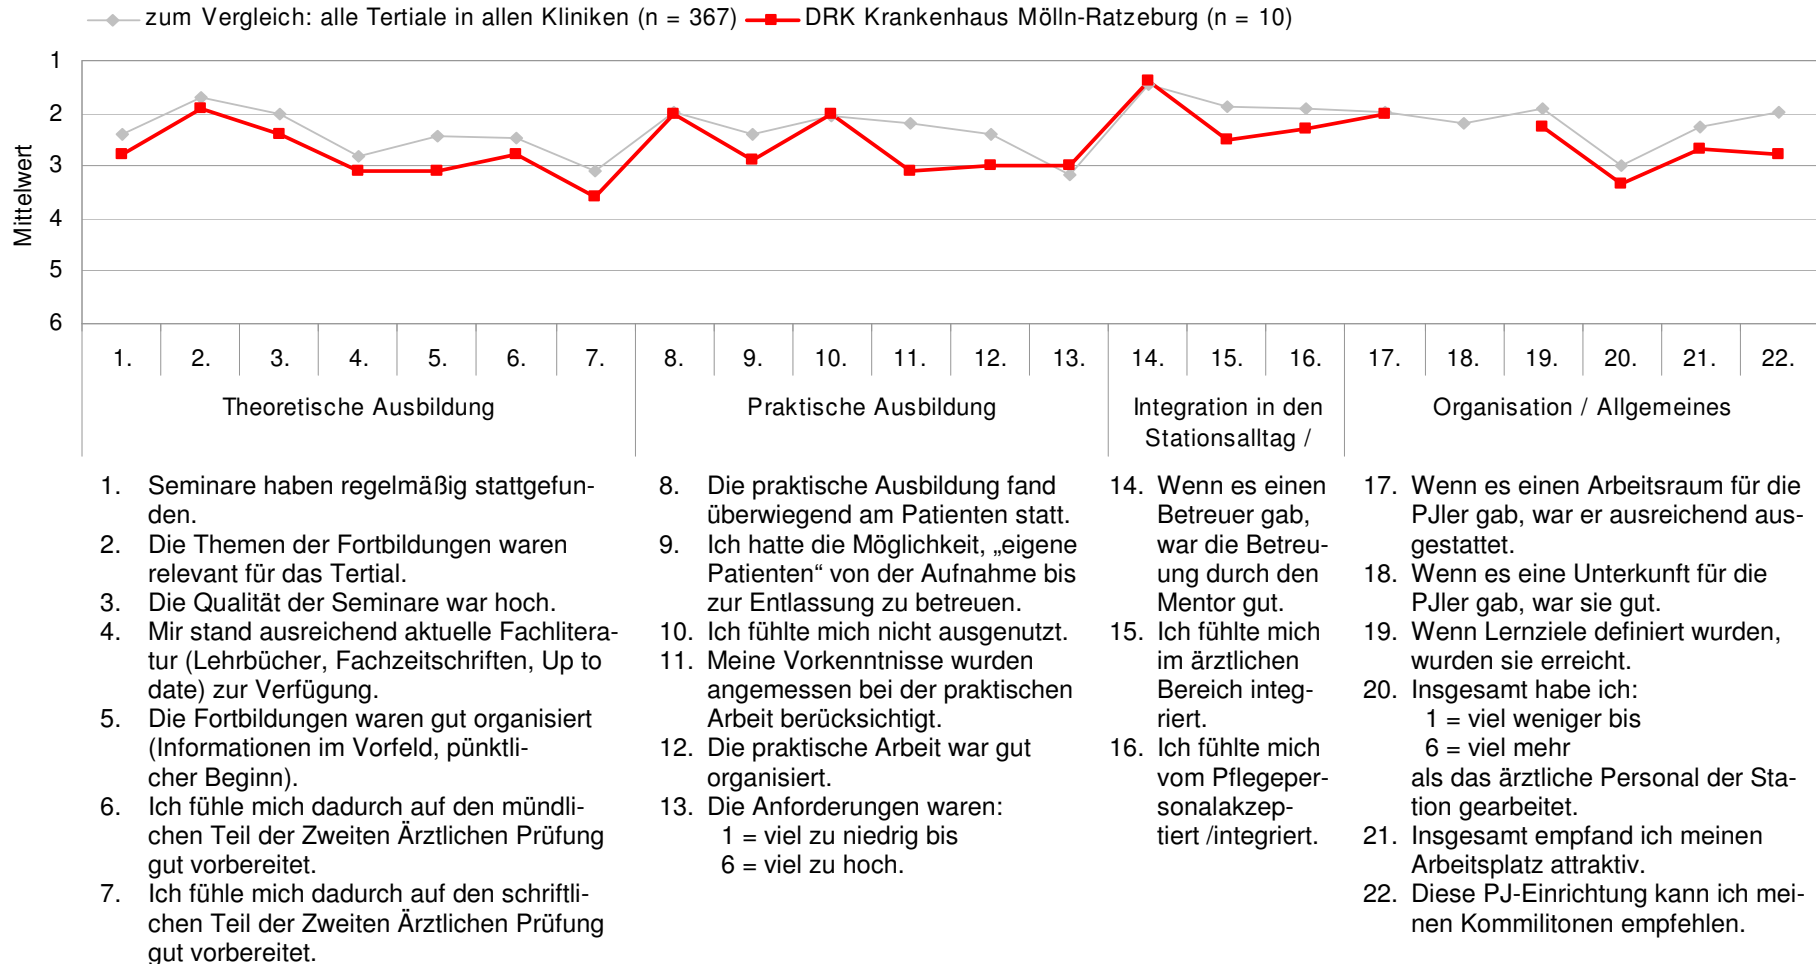 zum Vergleich: alle Tertiale in allen Kliniken (n = 367) DRK Krankenhaus Mölln-Ratzeburg (n = 10)
Mittelwert
1
2
3
4
5
6
1. 2. 3. 4. 5. 6. 7. 8. 9. 10. 11. 12. 13. 14. 15. 16. 17. 18. 19. 20. 21. 22.
Theoretische Ausbildung
Praktische Ausbildung
Integration in den
Stationsalltag /
Organisation / Allgemeines
1. Seminare haben regelmäßig stattgefun-
den.
2. Die Themen der Fortbildungen waren
relevant für das Tertial.
3. Die Qualität der Seminare war hoch.
4. Mir stand ausreichend aktuelle Fachlitera-
tur (Lehrbücher, Fachzeitschriften, Up to
date) zur Verfügung.
5. Die Fortbildungen waren gut organisiert
(Informationen im Vorfeld, pünktli-
cher Beginn).
6. Ich fühle mich dadurch auf den mündli-
chen Teil der Zweiten Ärztlichen Prüfung
gut vorbereitet.
7. Ich fühle mich dadurch auf den schriftli-
chen Teil der Zweiten Ärztlichen Prüfung
gut vorbereitet.
8. Die praktische Ausbildung fand
überwiegend am Patienten statt.
9. Ich hatte die Möglichkeit, „eigene
Patienten“ von der Aufnahme bis
zur Entlassung zu betreuen.
10. Ich fühlte mich nicht ausgenutzt.
11. Meine Vorkenntnisse wurden
angemessen bei der praktischen
Arbeit berücksichtigt.
12. Die praktische Arbeit war gut
organisiert.
13. Die Anforderungen waren:
1 = viel zu niedrig bis
6 = viel zu hoch.
14. Wenn es einen
Betreuer gab,
war die Betreu-
ung durch den
Mentor gut.
15. Ich fühlte mich
im ärztlichen
Bereich integ-
riert.
16. Ich fühlte mich
vom Pflegeper-
sonalakzep-
tiert /integriert.
17. Wenn es einen Arbeitsraum für die
PJler gab, war er ausreichend aus-
gestattet.
18. Wenn es eine Unterkunft für die
PJler gab, war sie gut.
19. Wenn Lernziele definiert wurden,
wurden sie erreicht.
20. Insgesamt habe ich:
1 = viel weniger bis
6 = viel mehr
als das ärztliche Personal der Sta-
tion gearbeitet.
21. Insgesamt empfand ich meinen
Arbeitsplatz attraktiv.
22. Diese PJ-Einrichtung kann ich mei-
nen Kommilitonen empfehlen.